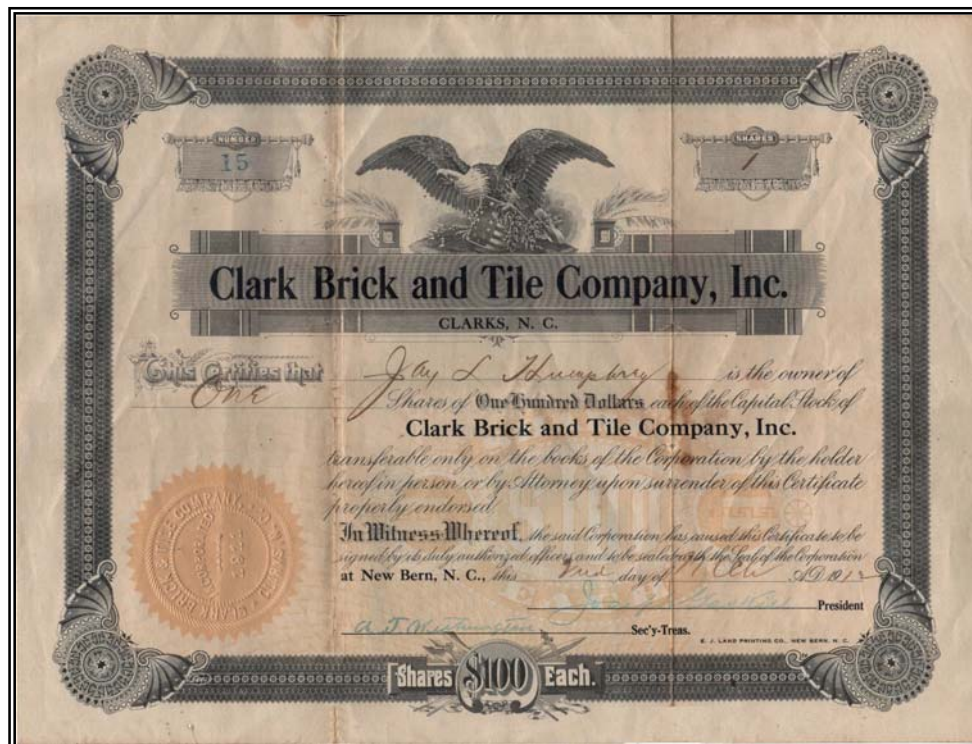 NUMBER
SHARES
15
1
Clark Brick and Tile Company, Inc.
CLARKS, N. C.
This Certifies that Jay L Humphrey is the owner of
One Shares of One Hundred Dollars each of the Capital Stock of
Clark Brick and Tile Company, Inc.
transferable only on the books of the Corporation by the holder
hereof in person or by Attorney upon surrender of this Certificate
properly endorsed.
In Witness Whereof, the said Corporation has caused this Certificate to be
signed by its duly authorized officers and to be sealed with the Seal of the Corporation
at New Bern, N. C., this 2nd day of A.D. 191
President
Sec'y-Treas.
E. J. LAND PRINTING CO., NEW BERN, N. C.
Shares $100 Each.